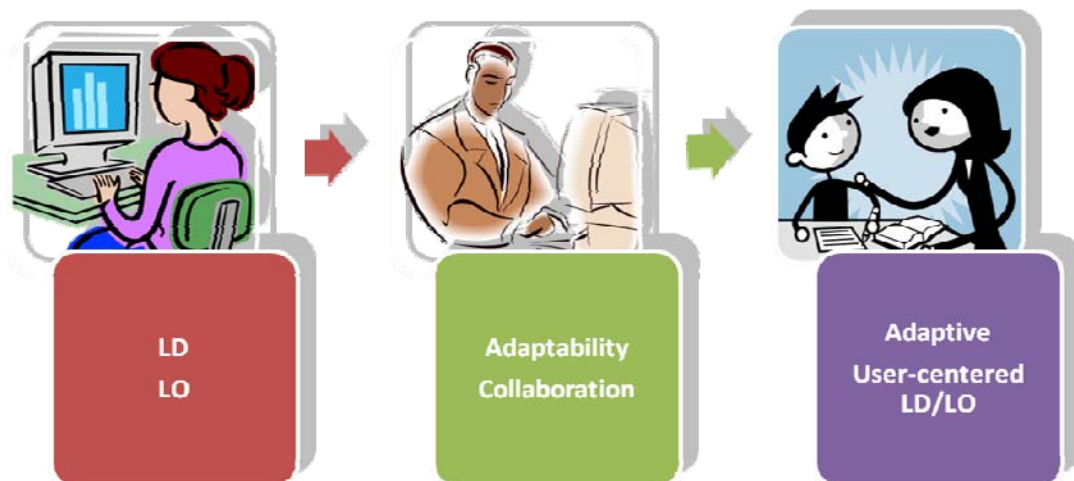 LD
LO
Adaptability
Collaboration
Adaptive
User-centered
LD/LO